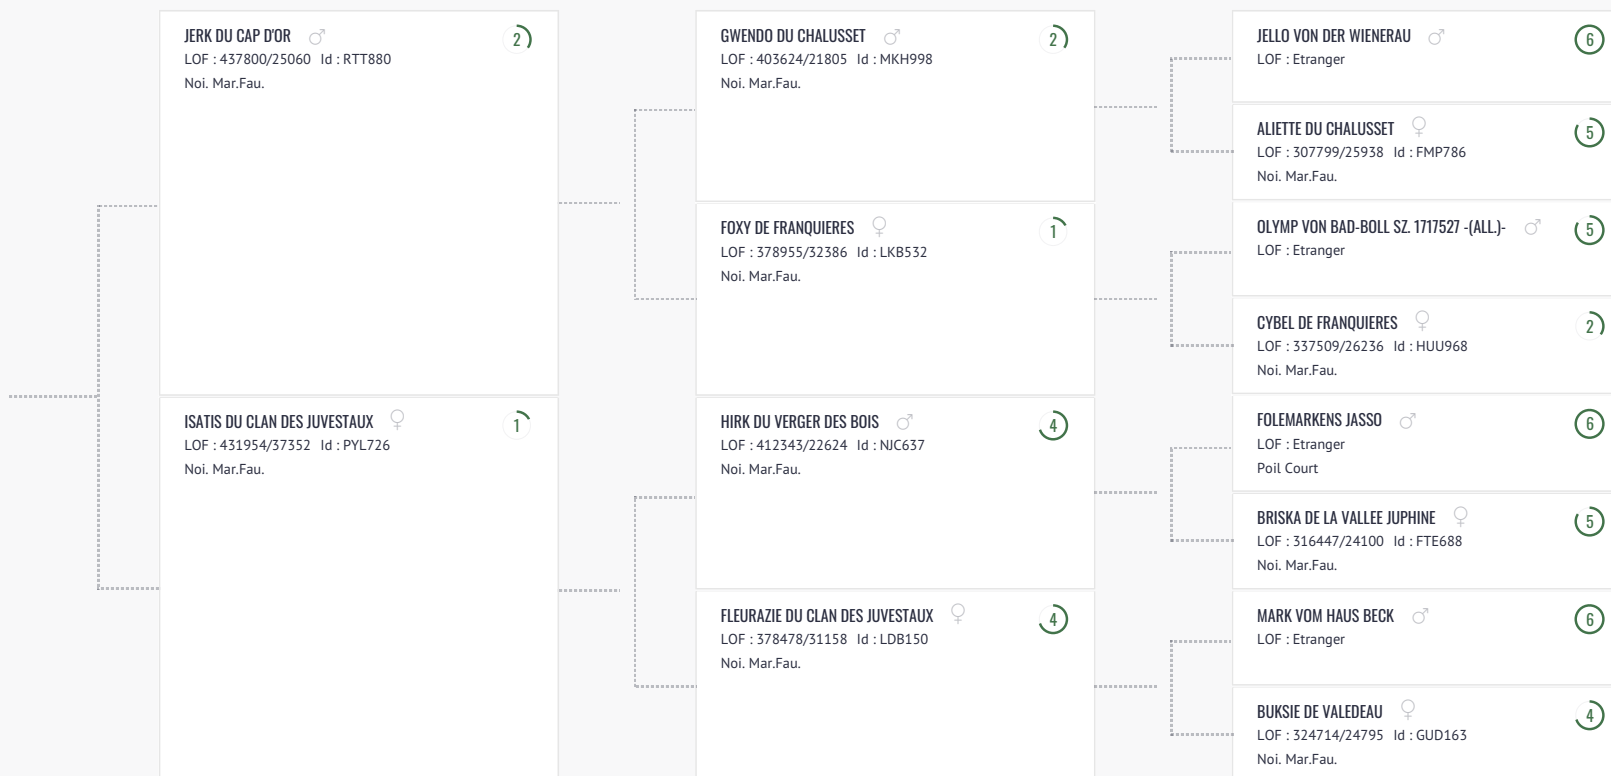 JERK DU CAP D'OR
2
LOF : 437800/25060 Id : RTT880
Noi. Mar.Fau.
ISATIS DU CLAN DES JUVESTAUX
1
LOF : 431954/37352 Id : PYL726
Noi. Mar.Fau.
GWENDO DU CHALUSSET
2
LOF : 403624/21805 Id : MKH998
Noi. Mar.Fau.
FOXY DE FRANQUIERES
1
LOF : 378955/32386 Id : LKB532
Noi. Mar.Fau.
HIRK DU VERGER DES BOIS
4
LOF : 412343/22624 Id : NJC637
Noi. Mar.Fau.
FLEURAZIE DU CLAN DES JUVESTAUX
4
LOF : 378478/31158 Id : LDB150
Noi. Mar.Fau.
JELLO VON DER WIENERAU
6
LOF : Etranger
ALIETTE DU CHALUSSET
5
LOF : 307799/25938 Id : FMP786
Noi. Mar.Fau.
OLYMP VON BAD-BOLL SZ. 1717527 -(ALL.)-
5
LOF : Etranger
CYBEL DE FRANQUIERES
2
LOF : 337509/26236 Id : HUU968
Noi. Mar.Fau.
FOLEMARKENS JASSO
6
LOF : Etranger
Poil Court
BRISKA DE LA VALLEE JUPHINE
5
LOF : 316447/24100 Id : FTE688
Noi. Mar.Fau.
MARK VOM HAUS BECK
6
LOF : Etranger
BUKSIE DE VALEDEAU
4
LOF : 324714/24795 Id : GUD163
Noi. Mar.Fau.